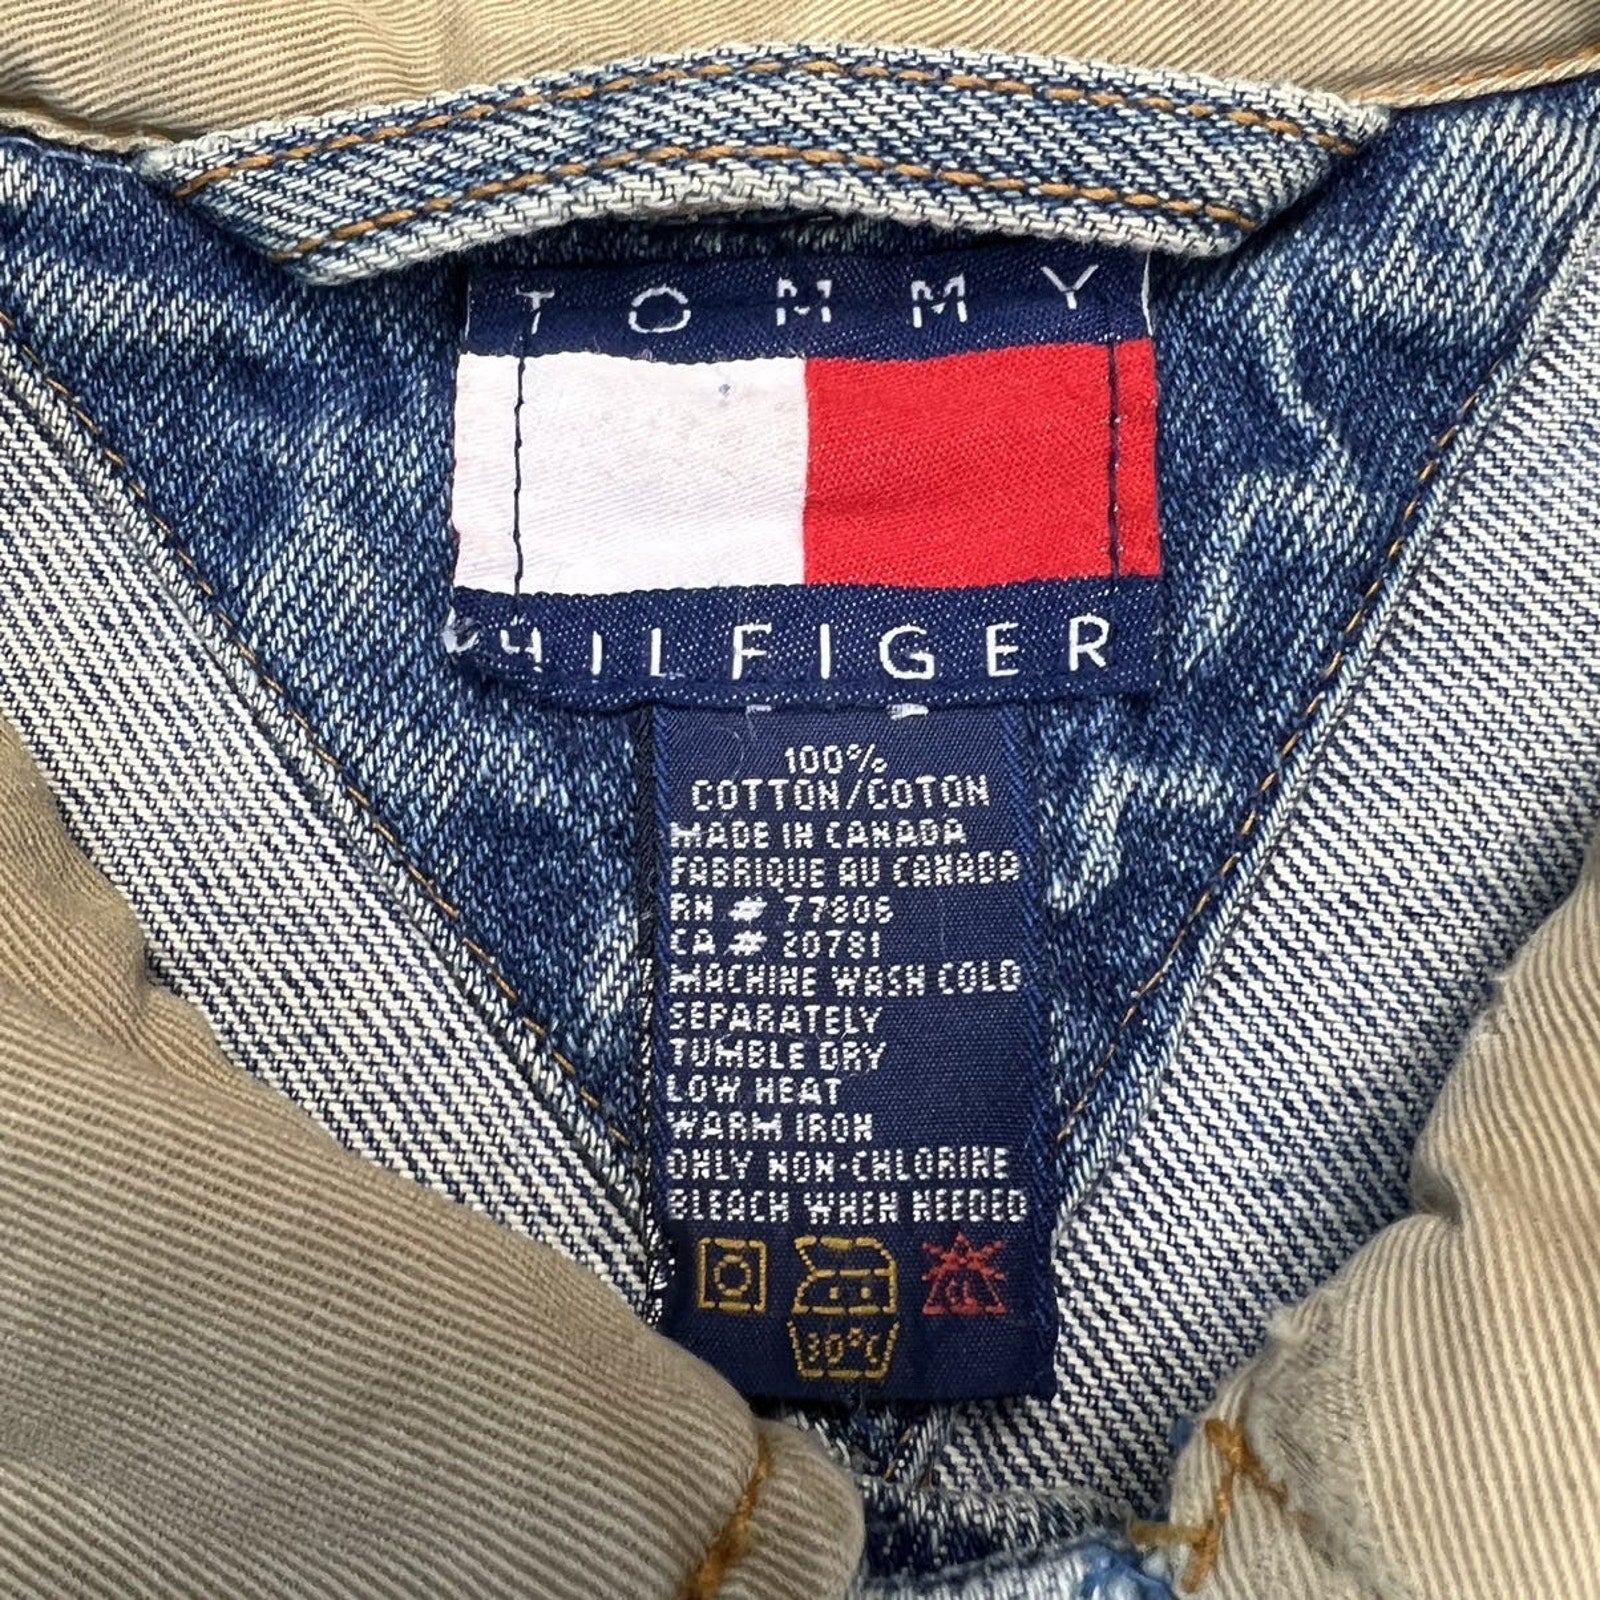 TOMMY
HILFIGER
100%
COTTON/COTON
MADE IN CANADA
FABRIQUE AU CANADA
RN # 77806
CA # 20781
MACHINE WASH COLD
SEPARATELY
TUMBLE DRY
LOW HEAT
WARM IRON
ONLY NON-CHLORINE
BLEACH WHEN NEEDED
CL
30°C